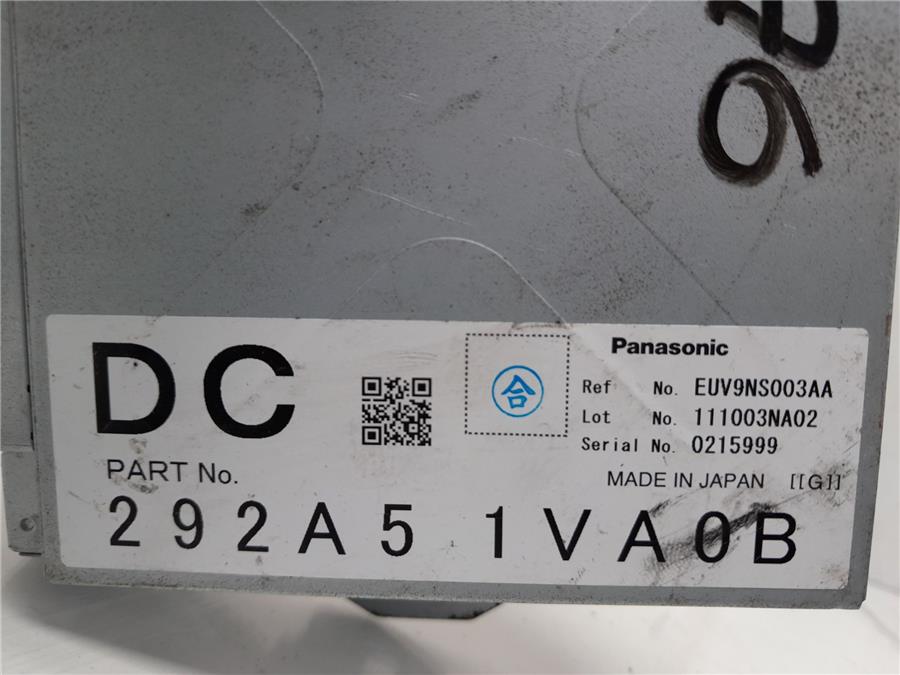 DC
合
Panasonic
Ref No. EUV9NS003AA
Lot No. 111003NA02
Serial No. 0215999
MADE IN JAPAN [[G]]
PART No.
292A5 1VA0B